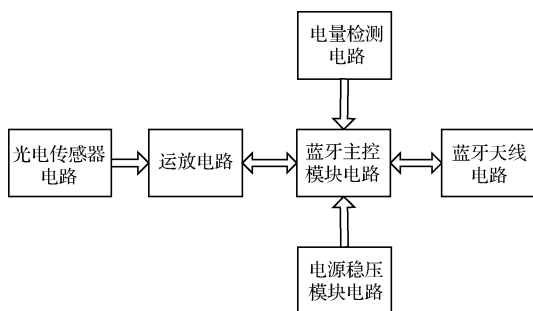 电量检测
电路
光电传感器
电路
运放电路
蓝牙主控
模块电路
蓝牙天线
电路
电源稳压
模块电路